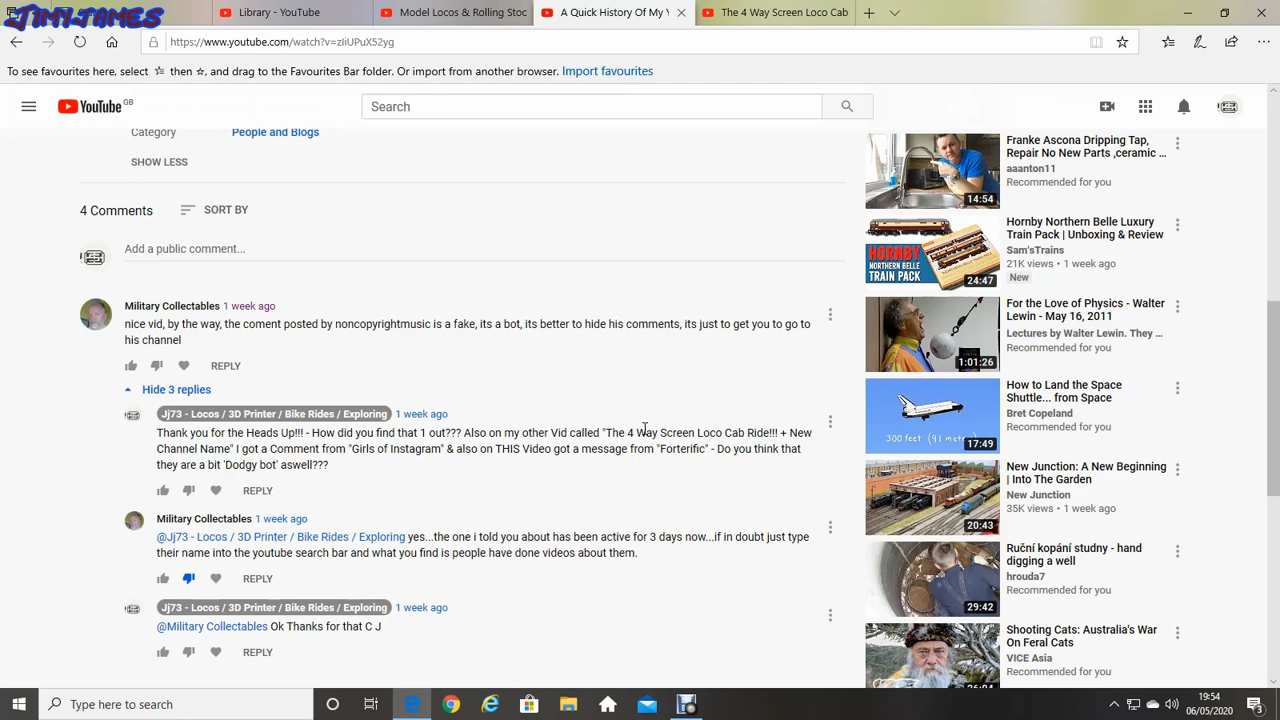 JIMYJAMES
Library - YouTube
Model Locos & Rolling stoc
A Quick History Of My Y
The 4 Way Screen Loco Cab
https://www.youtube.com/watch?v=zIiUPuX52yg
To see favourites here, select ☆ then ☆, and drag to the Favourites Bar folder. Or import from another browser. Import favourites
YouTube GB
Search
Category People and Blogs
SHOW LESS
4 Comments SORT BY
Add a public comment...
Military Collectables 1 week ago
nice vid, by the way, the coment posted by noncopyrightmusic is a fake, its a bot, its better to hide his comments, its just to get you to go to
his channel
REPLY
Hide 3 replies
Jj73 - Locos / 3D Printer / Bike Rides / Exploring 1 week ago
Thank you for the Heads Up!!! - How did you find that 1 out??? Also on my other Vid called "The 4 Way Screen Loco Cab Ride!!! + New
Channel Name" I got a Comment from "Girls of Instagram" & also on THIS Video got a message from "Forterific" - Do you think that
they are a bit 'Dodgy bot' aswell???
REPLY
Military Collectables 1 week ago
@Jj73 - Locos / 3D Printer / Bike Rides / Exploring yes...the one i told you about has been active for 3 days now...if in doubt just type
their name into the youtube search bar and what you find is people have done videos about them.
REPLY
Jj73 - Locos / 3D Printer / Bike Rides / Exploring 1 week ago
@Military Collectables Ok Thanks for that C J
REPLY
Franke Ascona Dripping Tap,
Repair No New Parts ,ceramic ...
aaanton11
Recommended for you
14:54
Hornby Northern Belle Luxury
Train Pack | Unboxing & Review
Sam'sTrains
21K views • 1 week ago
New
HORNBY
NORTHERN BELLE
TRAIN PACK
24:47
For the Love of Physics - Walter
Lewin - May 16, 2011
Lectures by Walter Lewin. They ...
Recommended for you
1:01:26
How to Land the Space
Shuttle... from Space
Bret Copeland
Recommended for you
300 feet (91 meters)
17:49
New Junction: A New Beginning
| Into The Garden
New Junction
35K views • 1 week ago
20:43
Ruční kopání studny - hand
digging a well
hrouda7
Recommended for you
29:42
Shooting Cats: Australia's War
On Feral Cats
VICE Asia
Recommended for you
Type here to search
19:54
06/05/2020
3